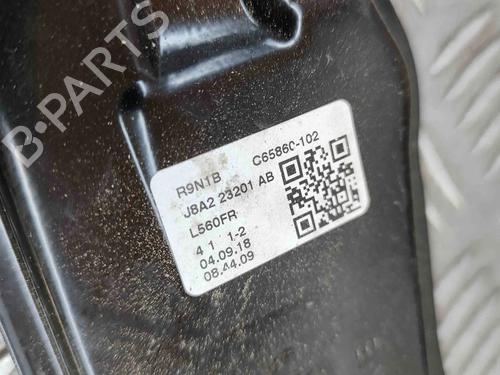 B-PARTS
R9N1B C65860-102
J8A2 23201 AB
L560FR
4 1 1-2
04.09.18
08.44.09